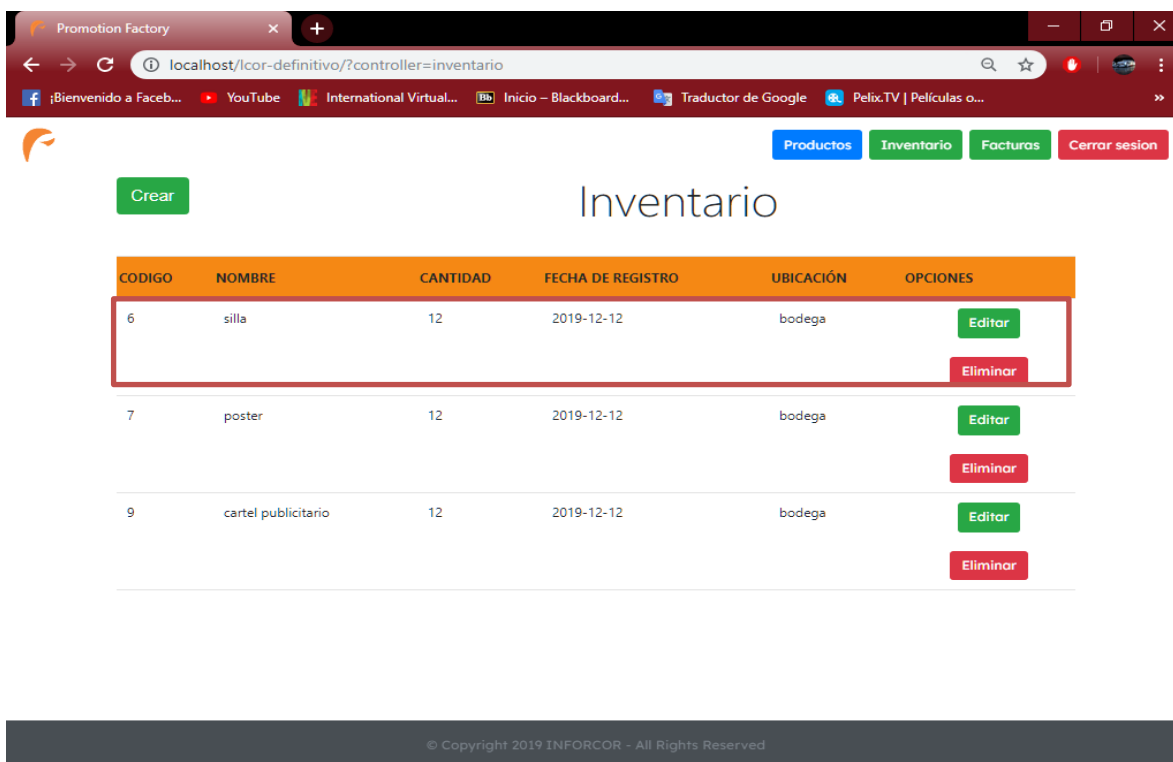 Promotion Factory
localhost/Icor-definitivo/?controller=inventario
¡Bienvenido a Faceb... YouTube International Virtual... Bb Inicio – Blackboard... Traductor de Google Pelix.TV | Películas o... »
Productos Inventario Facturas Cerrar sesion
Crear Inventario
CODIGO NOMBRE CANTIDAD FECHA DE REGISTRO UBICACIÓN OPCIONES
6 silla 12 2019-12-12 bodega Editar
Eliminar
7 poster 12 2019-12-12 bodega Editar
Eliminar
9 cartel publicitario 12 2019-12-12 bodega Editar
Eliminar
© Copyright 2019 INFORCOR - All Rights Reserved